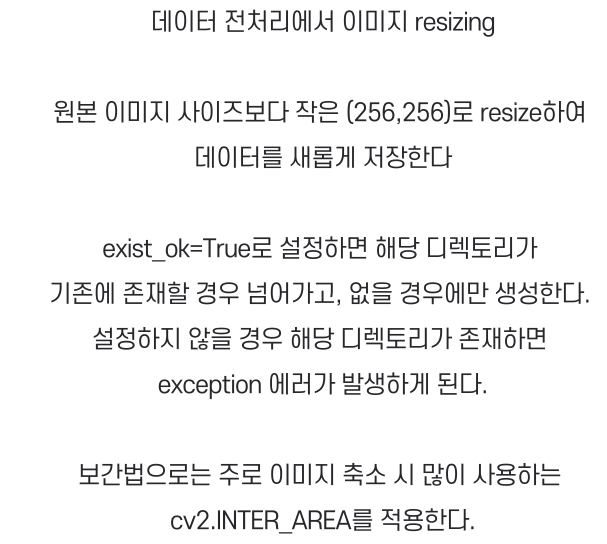 데이터 전처리에서 이미지 resizing
원본 이미지 사이즈보다 작은 (256,256)로 resize하여
데이터를 새롭게 저장한다
exist_ok=True로 설정하면 해당 디렉토리가
기존에 존재할 경우 넘어가고, 없을 경우에만 생성한다.
설정하지 않을 경우 해당 디렉토리가 존재하면
exception 에러가 발생하게 된다.
보간법으로는 주로 이미지 축소 시 많이 사용하는
cv2.INTER_AREA를 적용한다.